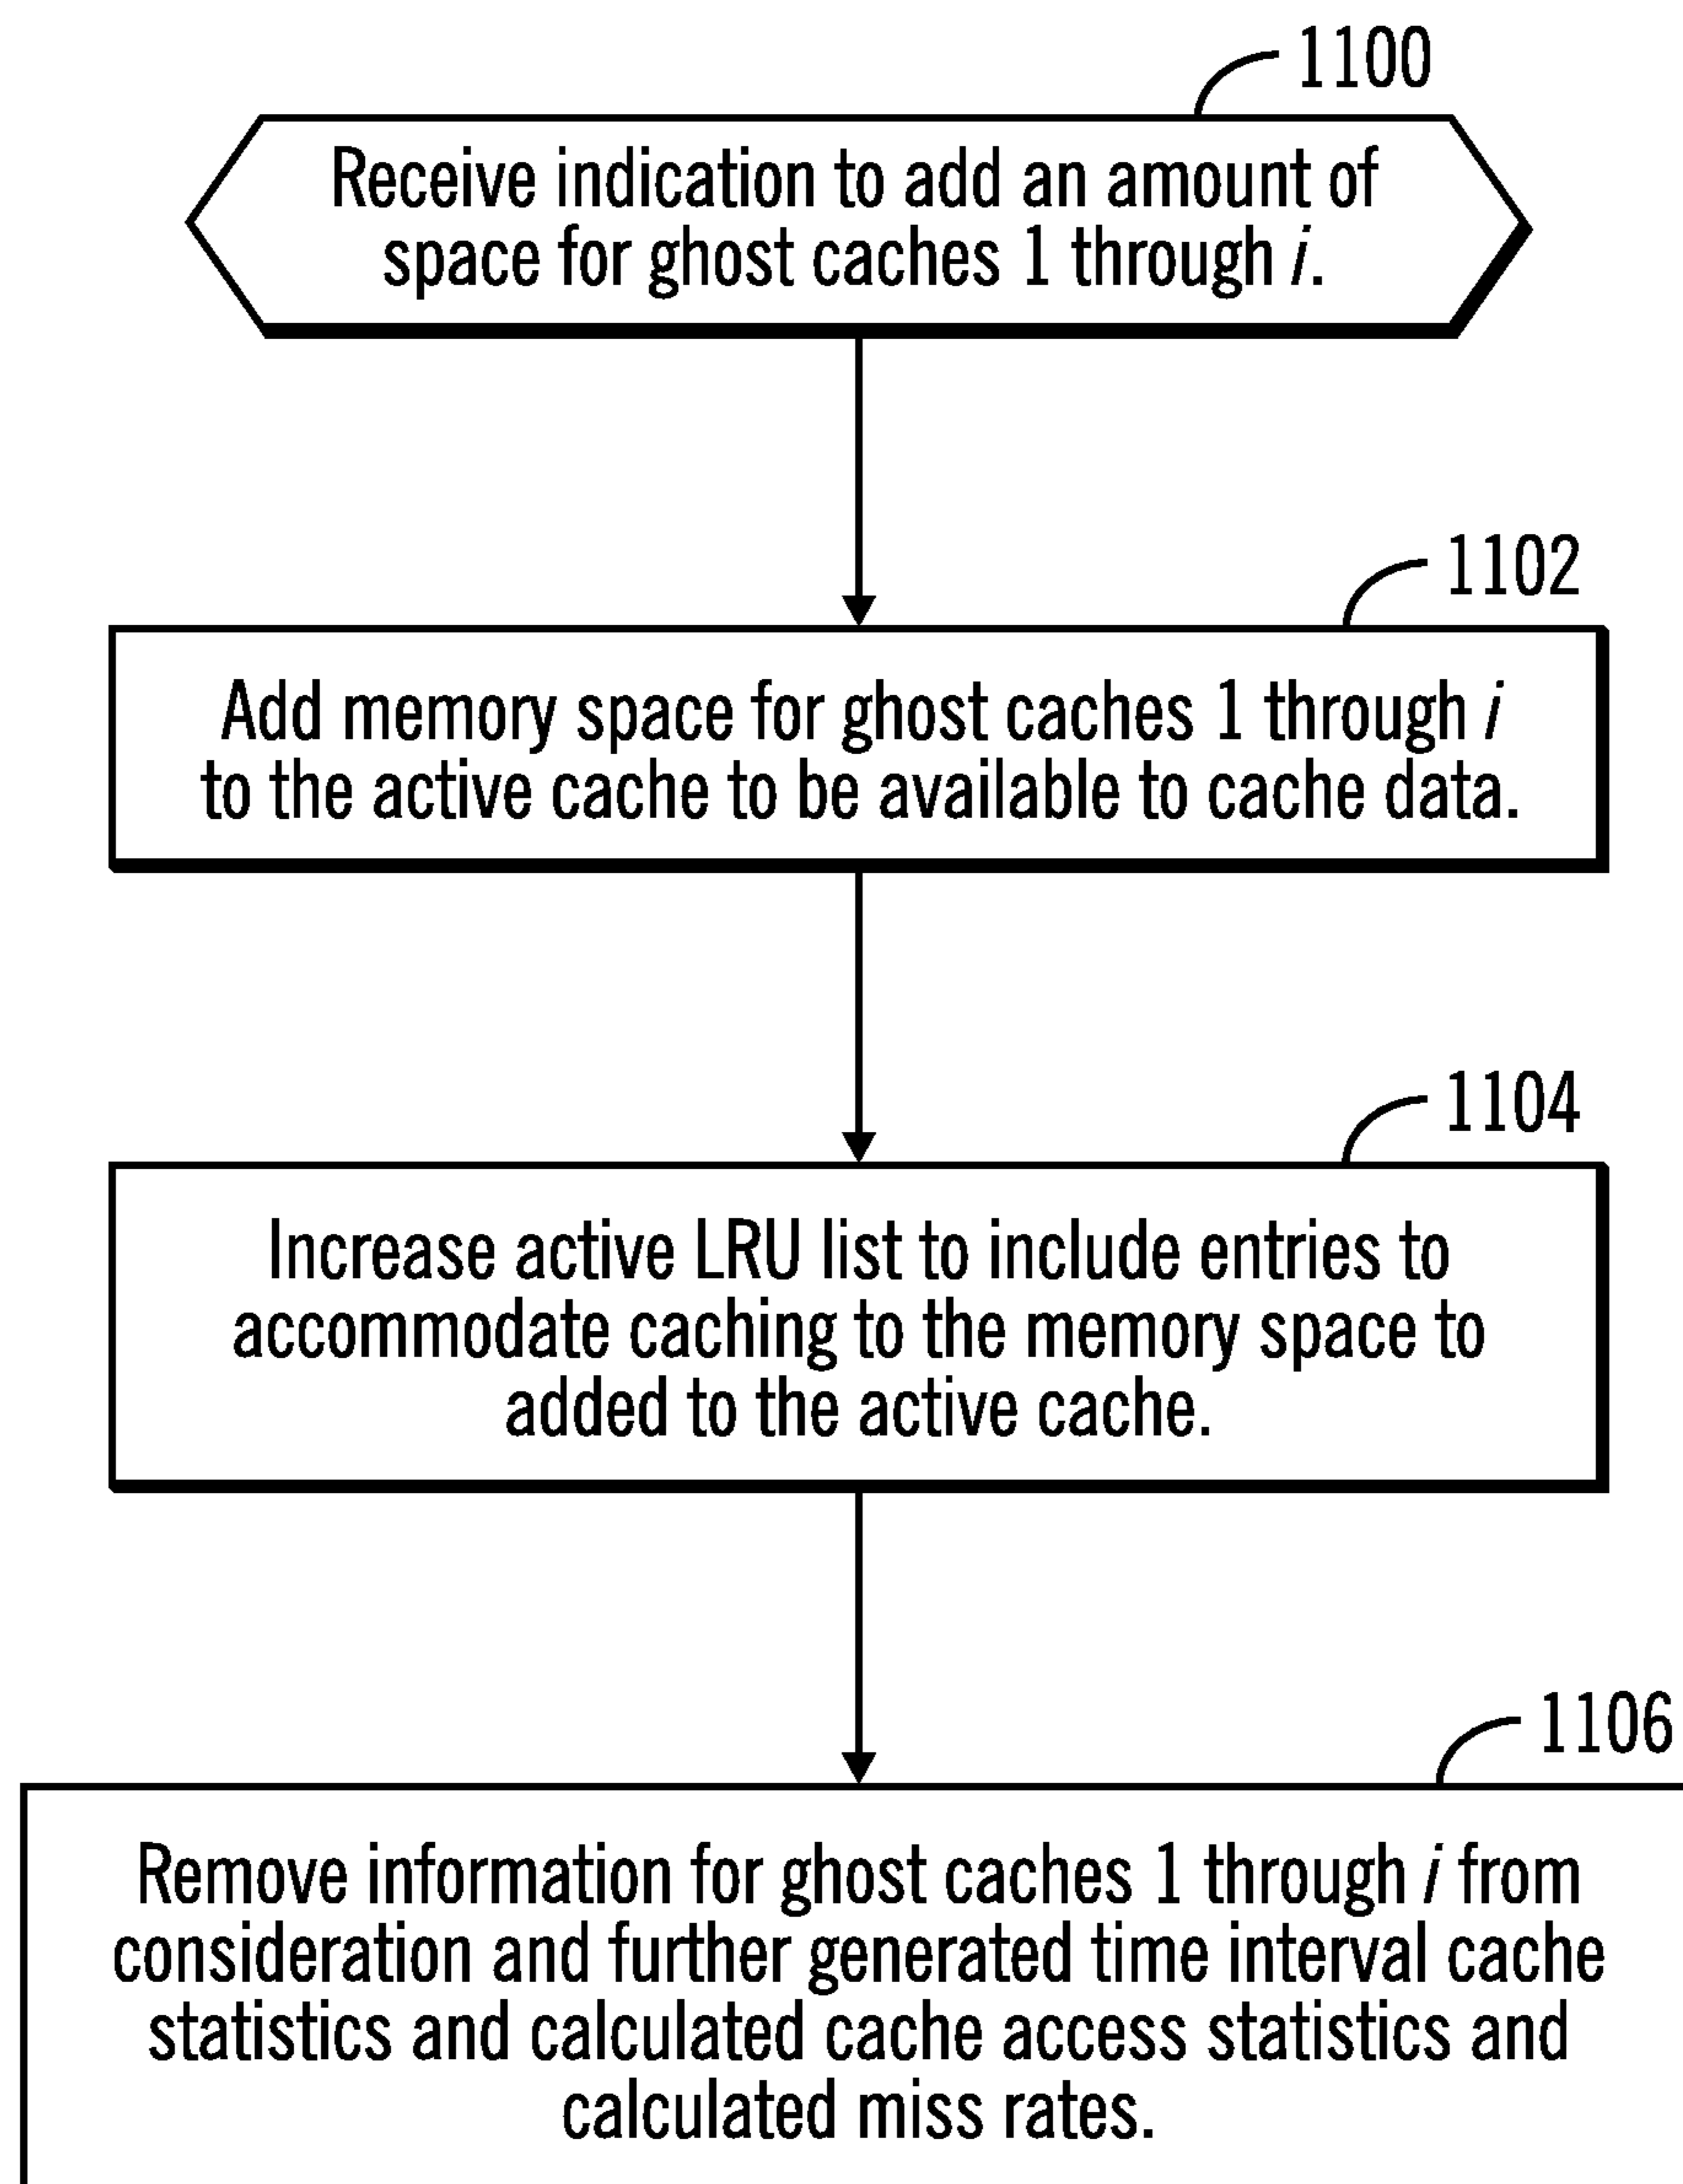 1100
Receive indication to add an amount of
space for ghost caches 1 through i.
1102
Add memory space for ghost caches 1 through i
to the active cache to be available to cache data.
1104
Increase active LRU list to include entries to
accommodate caching to the memory space to
added to the active cache.
1106
Remove information for ghost caches 1 through i from
consideration and further generated time interval cache
statistics and calculated cache access statistics and
calculated miss rates.